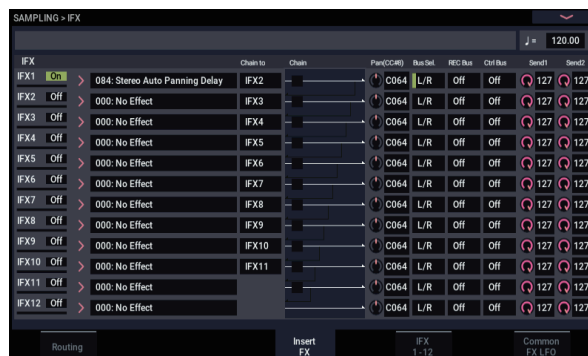 SAMPLING > IFX
♩ = 120.00
IFX Chain to Chain Pan(CC#8) Bus Sel. REC Bus Ctrl Bus Send1 Send2
IFX1 On 084: Stereo Auto Panning Delay IFX2 C064 L/R Off Off 127 127
IFX2 Off 000: No Effect IFX3 C064 L/R Off Off 127 127
IFX3 Off 000: No Effect IFX4 C064 L/R Off Off 127 127
IFX4 Off 000: No Effect IFX5 C064 L/R Off Off 127 127
IFX5 Off 000: No Effect IFX6 C064 L/R Off Off 127 127
IFX6 Off 000: No Effect IFX7 C064 L/R Off Off 127 127
IFX7 Off 000: No Effect IFX8 C064 L/R Off Off 127 127
IFX8 Off 000: No Effect IFX9 C064 L/R Off Off 127 127
IFX9 Off 000: No Effect IFX10 C064 L/R Off Off 127 127
IFX10 Off 000: No Effect IFX11 C064 L/R Off Off 127 127
IFX11 Off 000: No Effect C064 L/R Off Off 127 127
IFX12 Off 000: No Effect C064 L/R Off Off 127 127
Routing Insert FX IFX 1-12 Common FX LFO